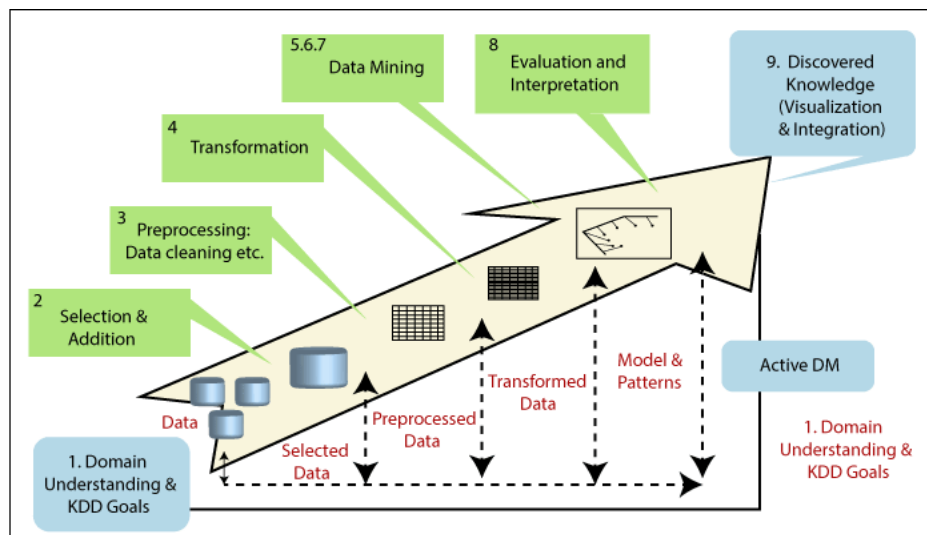 5.6.7
Data Mining
8
Evaluation and
Interpretation
9. Discovered
Knowledge
(Visualization
& Integration)
4
Transformation
3
Preprocessing:
Data cleaning etc.
2
Selection &
Addition
Data
Selected
Data
Preprocessed
Data
Transformed
Data
Model &
Patterns
Active DM
1. Domain
Understanding &
KDD Goals
1. Domain
Understanding &
KDD Goals